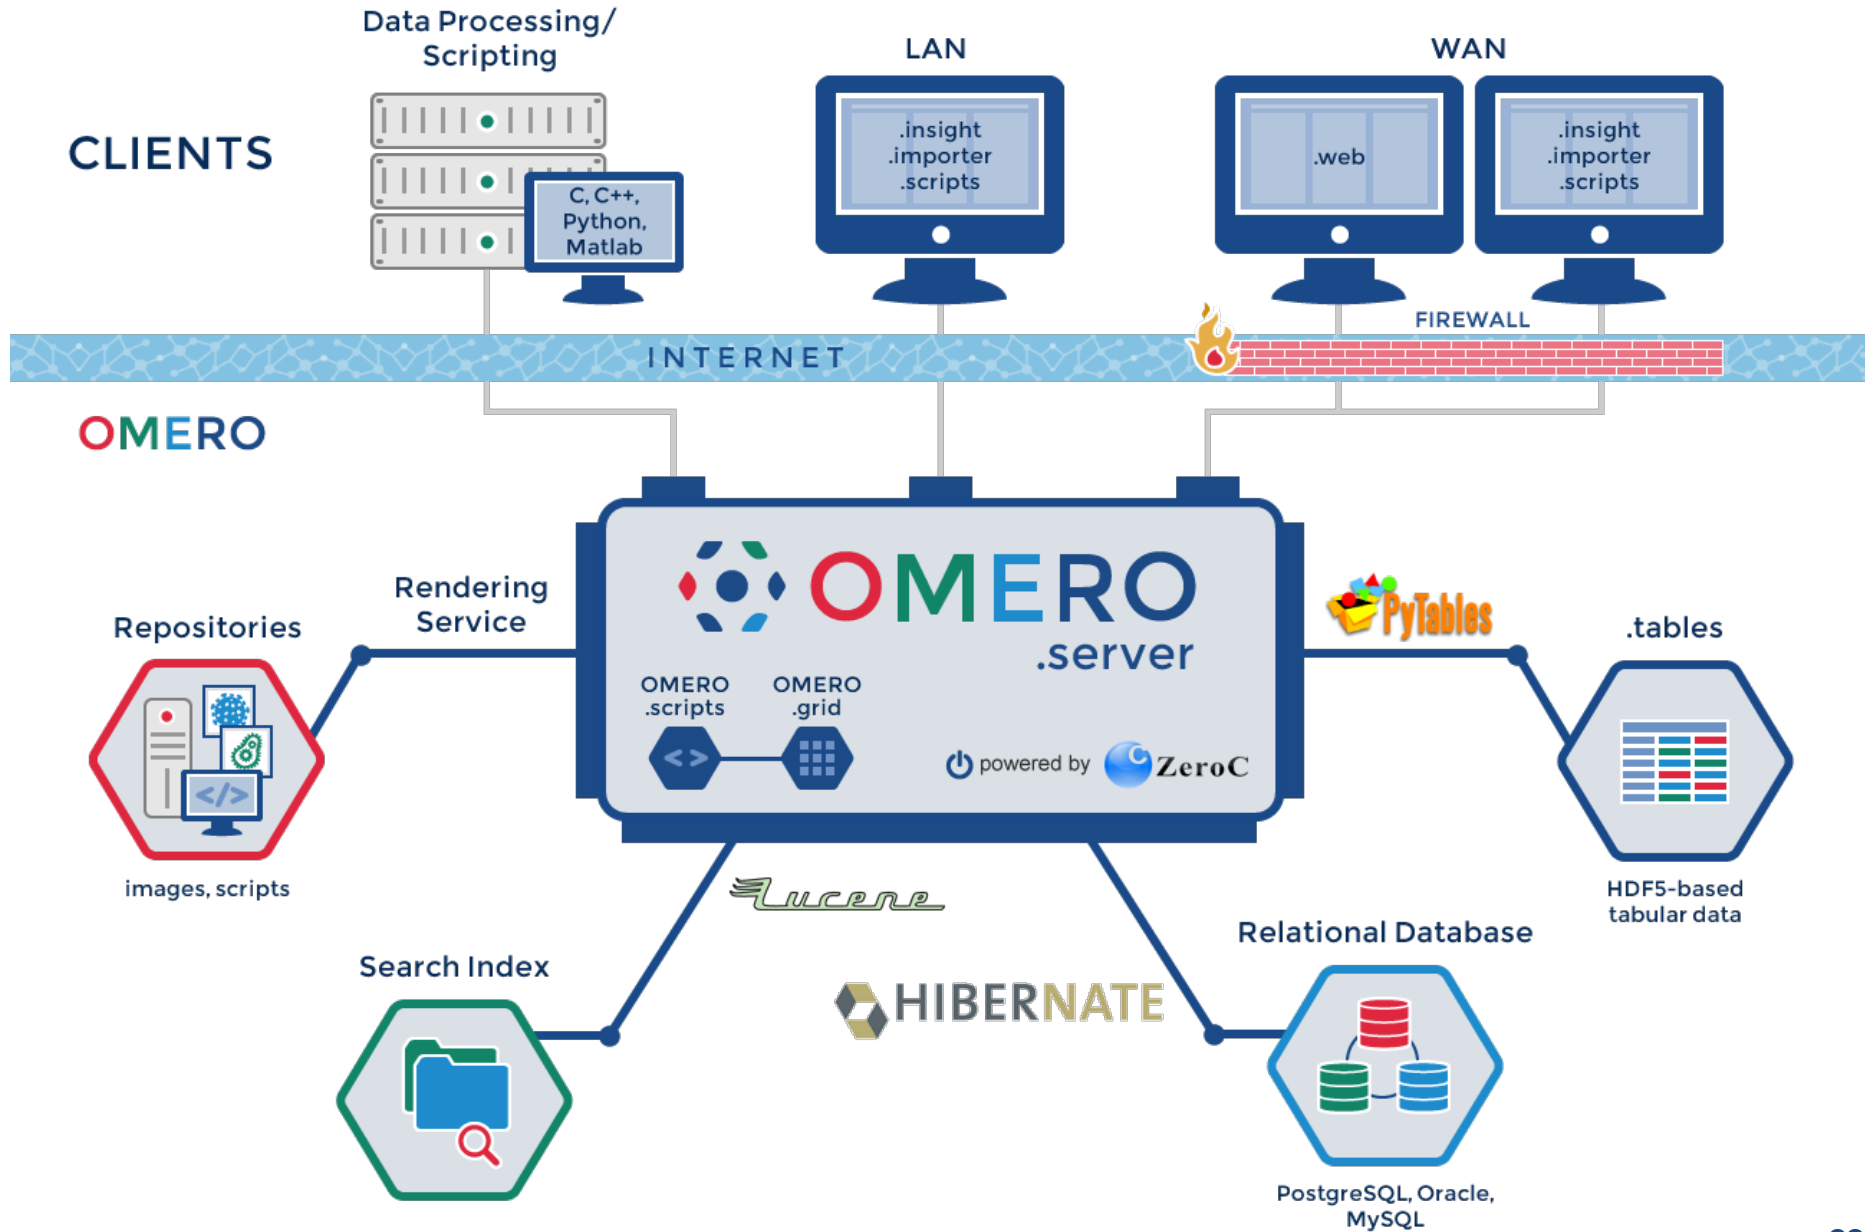 Data Processing/
Scripting
LAN
WAN
CLIENTS
C, C++,
Python,
Matlab
.insight
.importer
.scripts
.web
.insight
.importer
.scripts
FIREWALL
INTERNET
OMERO
OMERO
.server
Rendering
Service
Repositories
images, scripts
OMERO
.scripts
OMERO
.grid
powered by
C
ZeroC
PyTables
.tables
HDF5-based
tabular data
Lucene
Search Index
HIBERNATE
Relational Database
PostgreSQL, Oracle,
MySQL